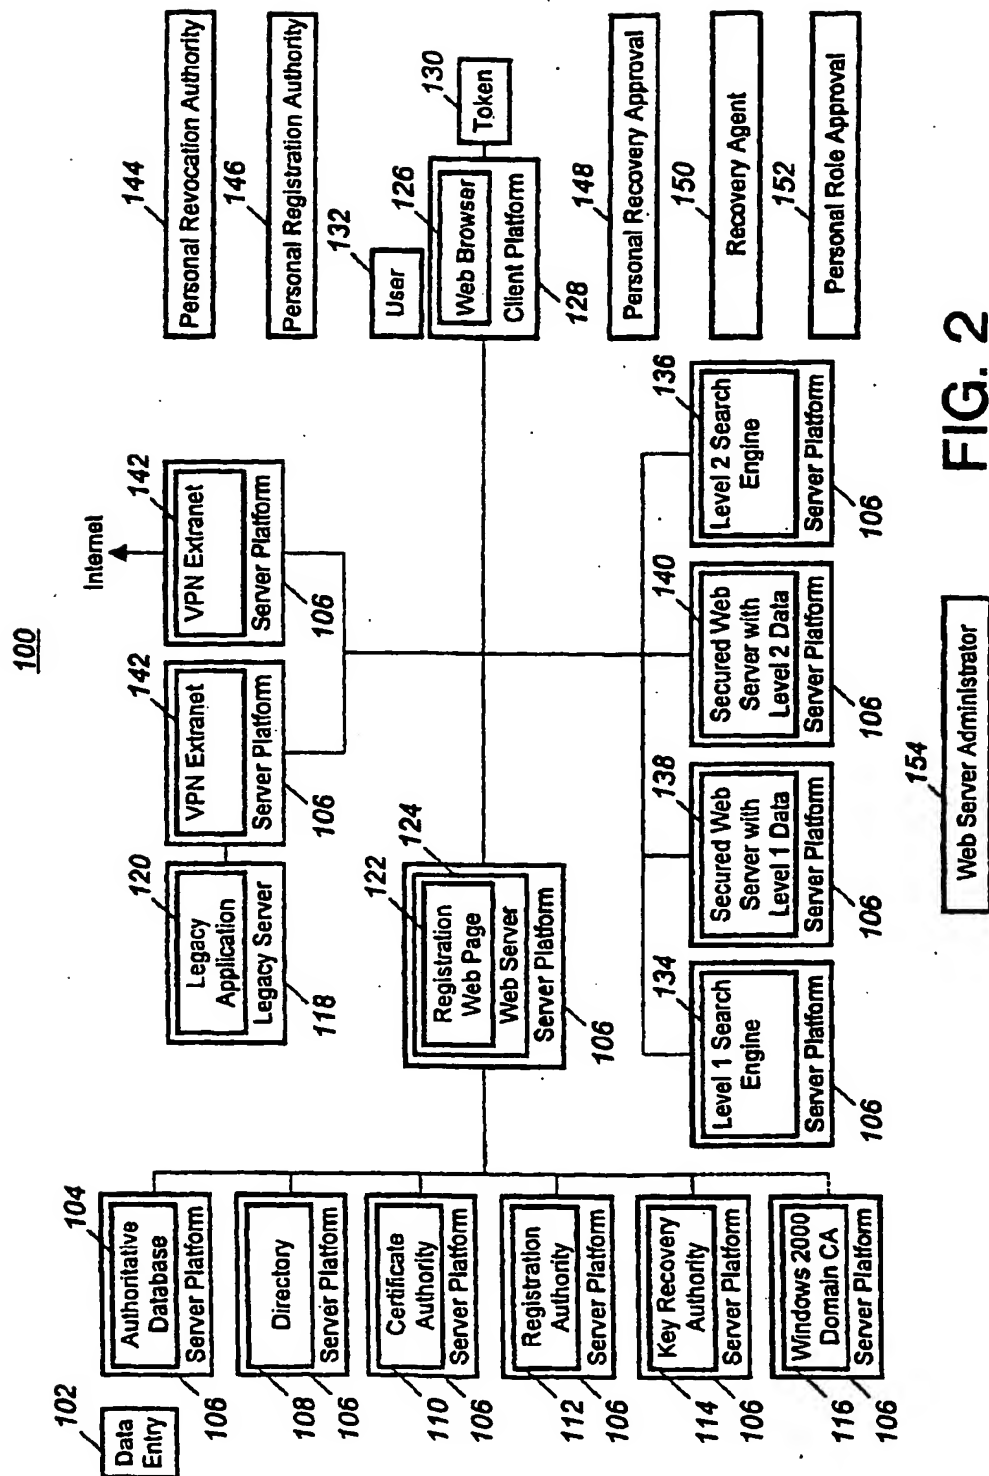 100
102
Data
Entry
104
Authoritative
Database
Server Platform
106
Directory
Server Platform
108
106
Certificate
Authority
Server Platform
110
106
Registration
Authority
Server Platform
112
106
Key Recovery
Authority
Server Platform
114
106
Windows 2000
Domain CA
Server Platform
116
106
120
Legacy
Application
Legacy Server
118
142
VPN Extranet
Server Platform
106
Internet
142
VPN Extranet
Server Platform
106
122
124
Registration
Web Page
Web Server
Server Platform
106
134
Level 1 Search
Engine
Server Platform
106
138
Secured Web
Server with
Level 1 Data
Server Platform
106
140
Secured Web
Server with
Level 2 Data
Server Platform
106
136
Level 2 Search
Engine
Server Platform
106
144
Personal Revocation Authority
146
Personal Registration Authority
132
User
126
Web Browser
Client Platform
128
130
Token
148
Personal Recovery Approval
150
Recovery Agent
152
Personal Role Approval
154
Web Server Administrator
FIG. 2